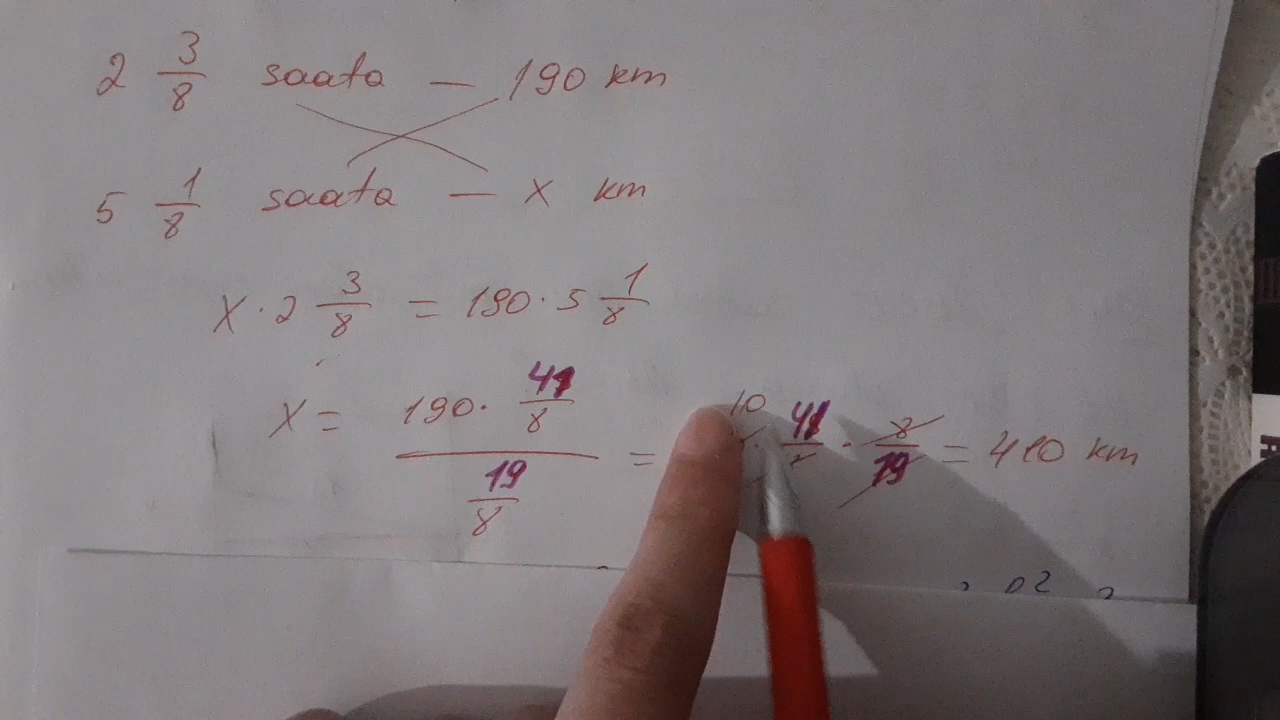 2 3/8 saata — 190 km
5 1/8 saata — x km
x · 2 3/8 = 190 · 5 1/8
x = (190 · 41/8) / (19/8) = 10 · 41/8 · 8/19 = 410 km